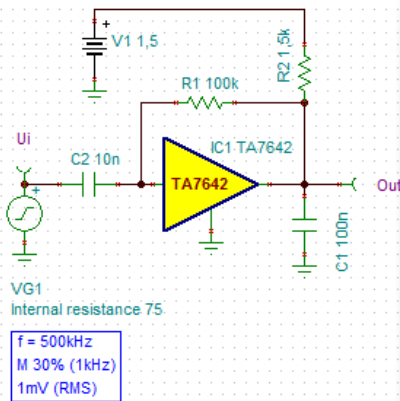 V1 1,5
R2 1,5k
R1 100k
Ui
C2 10n
IC1 TA7642
TA7642
Out
C1 100n
VG1
Internal resistance 75
f = 500kHz
M 30% (1kHz)
1mV (RMS)